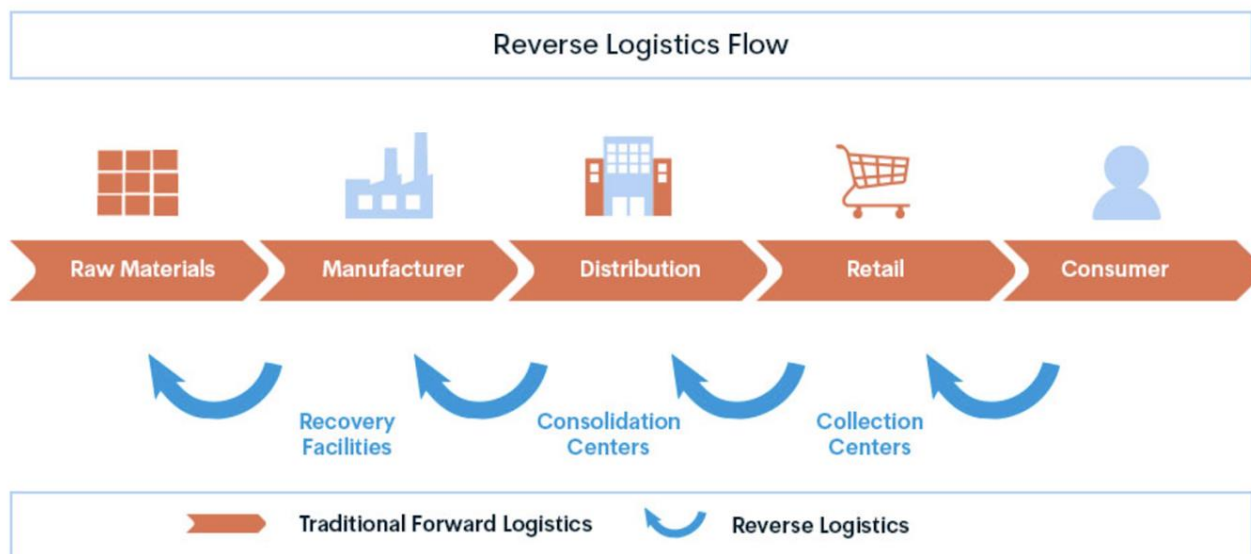 Reverse Logistics Flow
Raw Materials
Manufacturer
Distribution
Retail
Consumer
Recovery
Facilities
Consolidation
Centers
Collection
Centers
Traditional Forward Logistics
Reverse Logistics